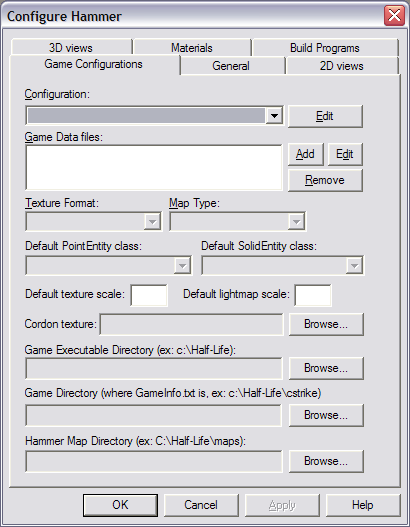 Configure Hammer
3D views Materials Build Programs
Game Configurations General 2D views
Configuration:
Edit
Game Data files:
Add Edit
Remove
Texture Format: Map Type:
Default PointEntity class: Default SolidEntity class:
Default texture scale: Default lightmap scale:
Cordon texture: Browse...
Game Executable Directory (ex: c:\Half-Life):
Browse...
Game Directory (where GameInfo.txt is, ex: c:\Half-Life\cstrike)
Browse...
Hammer Map Directory (ex: C:\Half-Life\maps):
Browse...
OK Cancel Apply Help